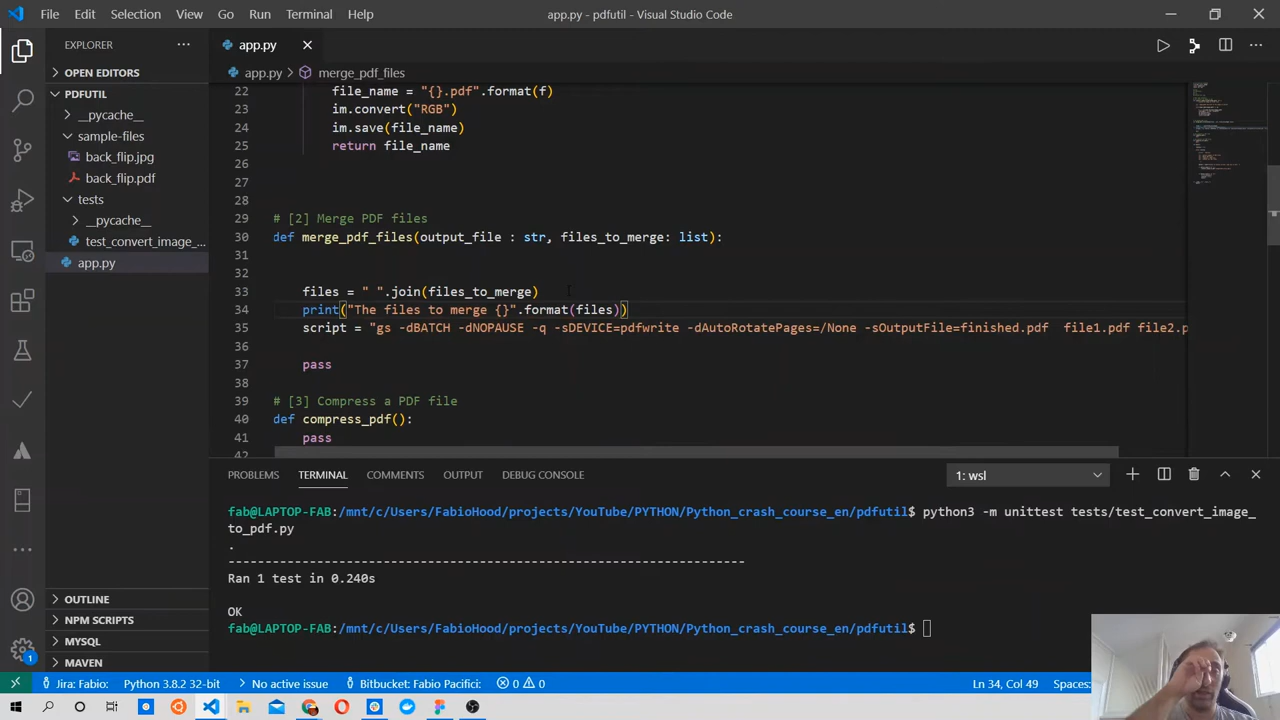 File Edit Selection View Go Run Terminal Help app.py - pdfutil - Visual Studio Code
EXPLORER
OPEN EDITORS
PDFUTIL
__pycache__
sample-files
back_flip.jpg
back_flip.pdf
tests
__pycache__
test_convert_image_...
app.py
OUTLINE
NPM SCRIPTS
MYSQL
MAVEN
app.py
app.py > merge_pdf_files
22 file_name = "{}.pdf".format(f)
23 im.convert("RGB")
24 im.save(file_name)
25 return file_name
26
27
28
29 # [2] Merge PDF files
30 def merge_pdf_files(output_file : str, files_to_merge: list):
31
32
33 files = " ".join(files_to_merge)
34 print("The files to merge {}".format(files))
35 script = "gs -dBATCH -dNOPAUSE -q -sDEVICE=pdfwrite -dAutoRotatePages=/None -sOutputFile=finished.pdf file1.pdf file2.p
36
37 pass
38
39 # [3] Compress a PDF file
40 def compress_pdf():
41 pass
42
PROBLEMS TERMINAL COMMENTS OUTPUT DEBUG CONSOLE 1: wsl
fab@LAPTOP-FAB:/mnt/c/Users/FabioHood/projects/YouTube/PYTHON/Python_crash_course_en/pdfutil$ python3 -m unittest tests/test_convert_image_
to_pdf.py
.
----------------------------------------------------------------------
Ran 1 test in 0.240s
OK
fab@LAPTOP-FAB:/mnt/c/Users/FabioHood/projects/YouTube/PYTHON/Python_crash_course_en/pdfutil$
1
Jira: Fabio: Python 3.8.2 32-bit No active issue Bitbucket: Fabio Pacifici: 0 0 Ln 34, Col 49 Spaces: